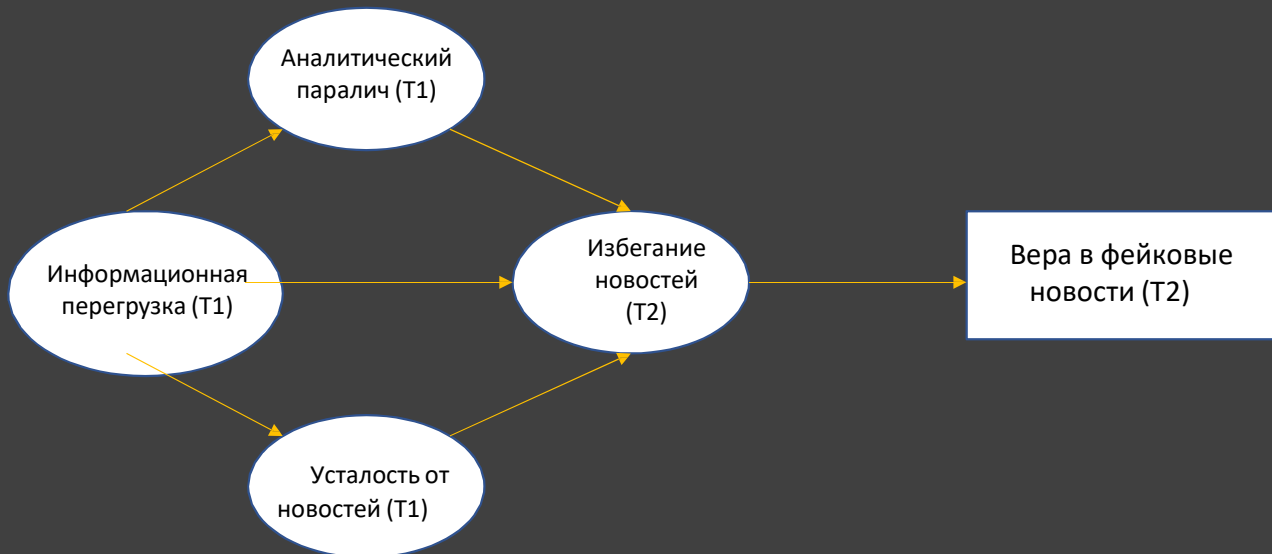 Аналитический
паралич (T1)
Информационная
перегрузка (T1)
Избегание
новостей
(T2)
Вера в фейковые
новости (T2)
Усталость от
новостей (T1)